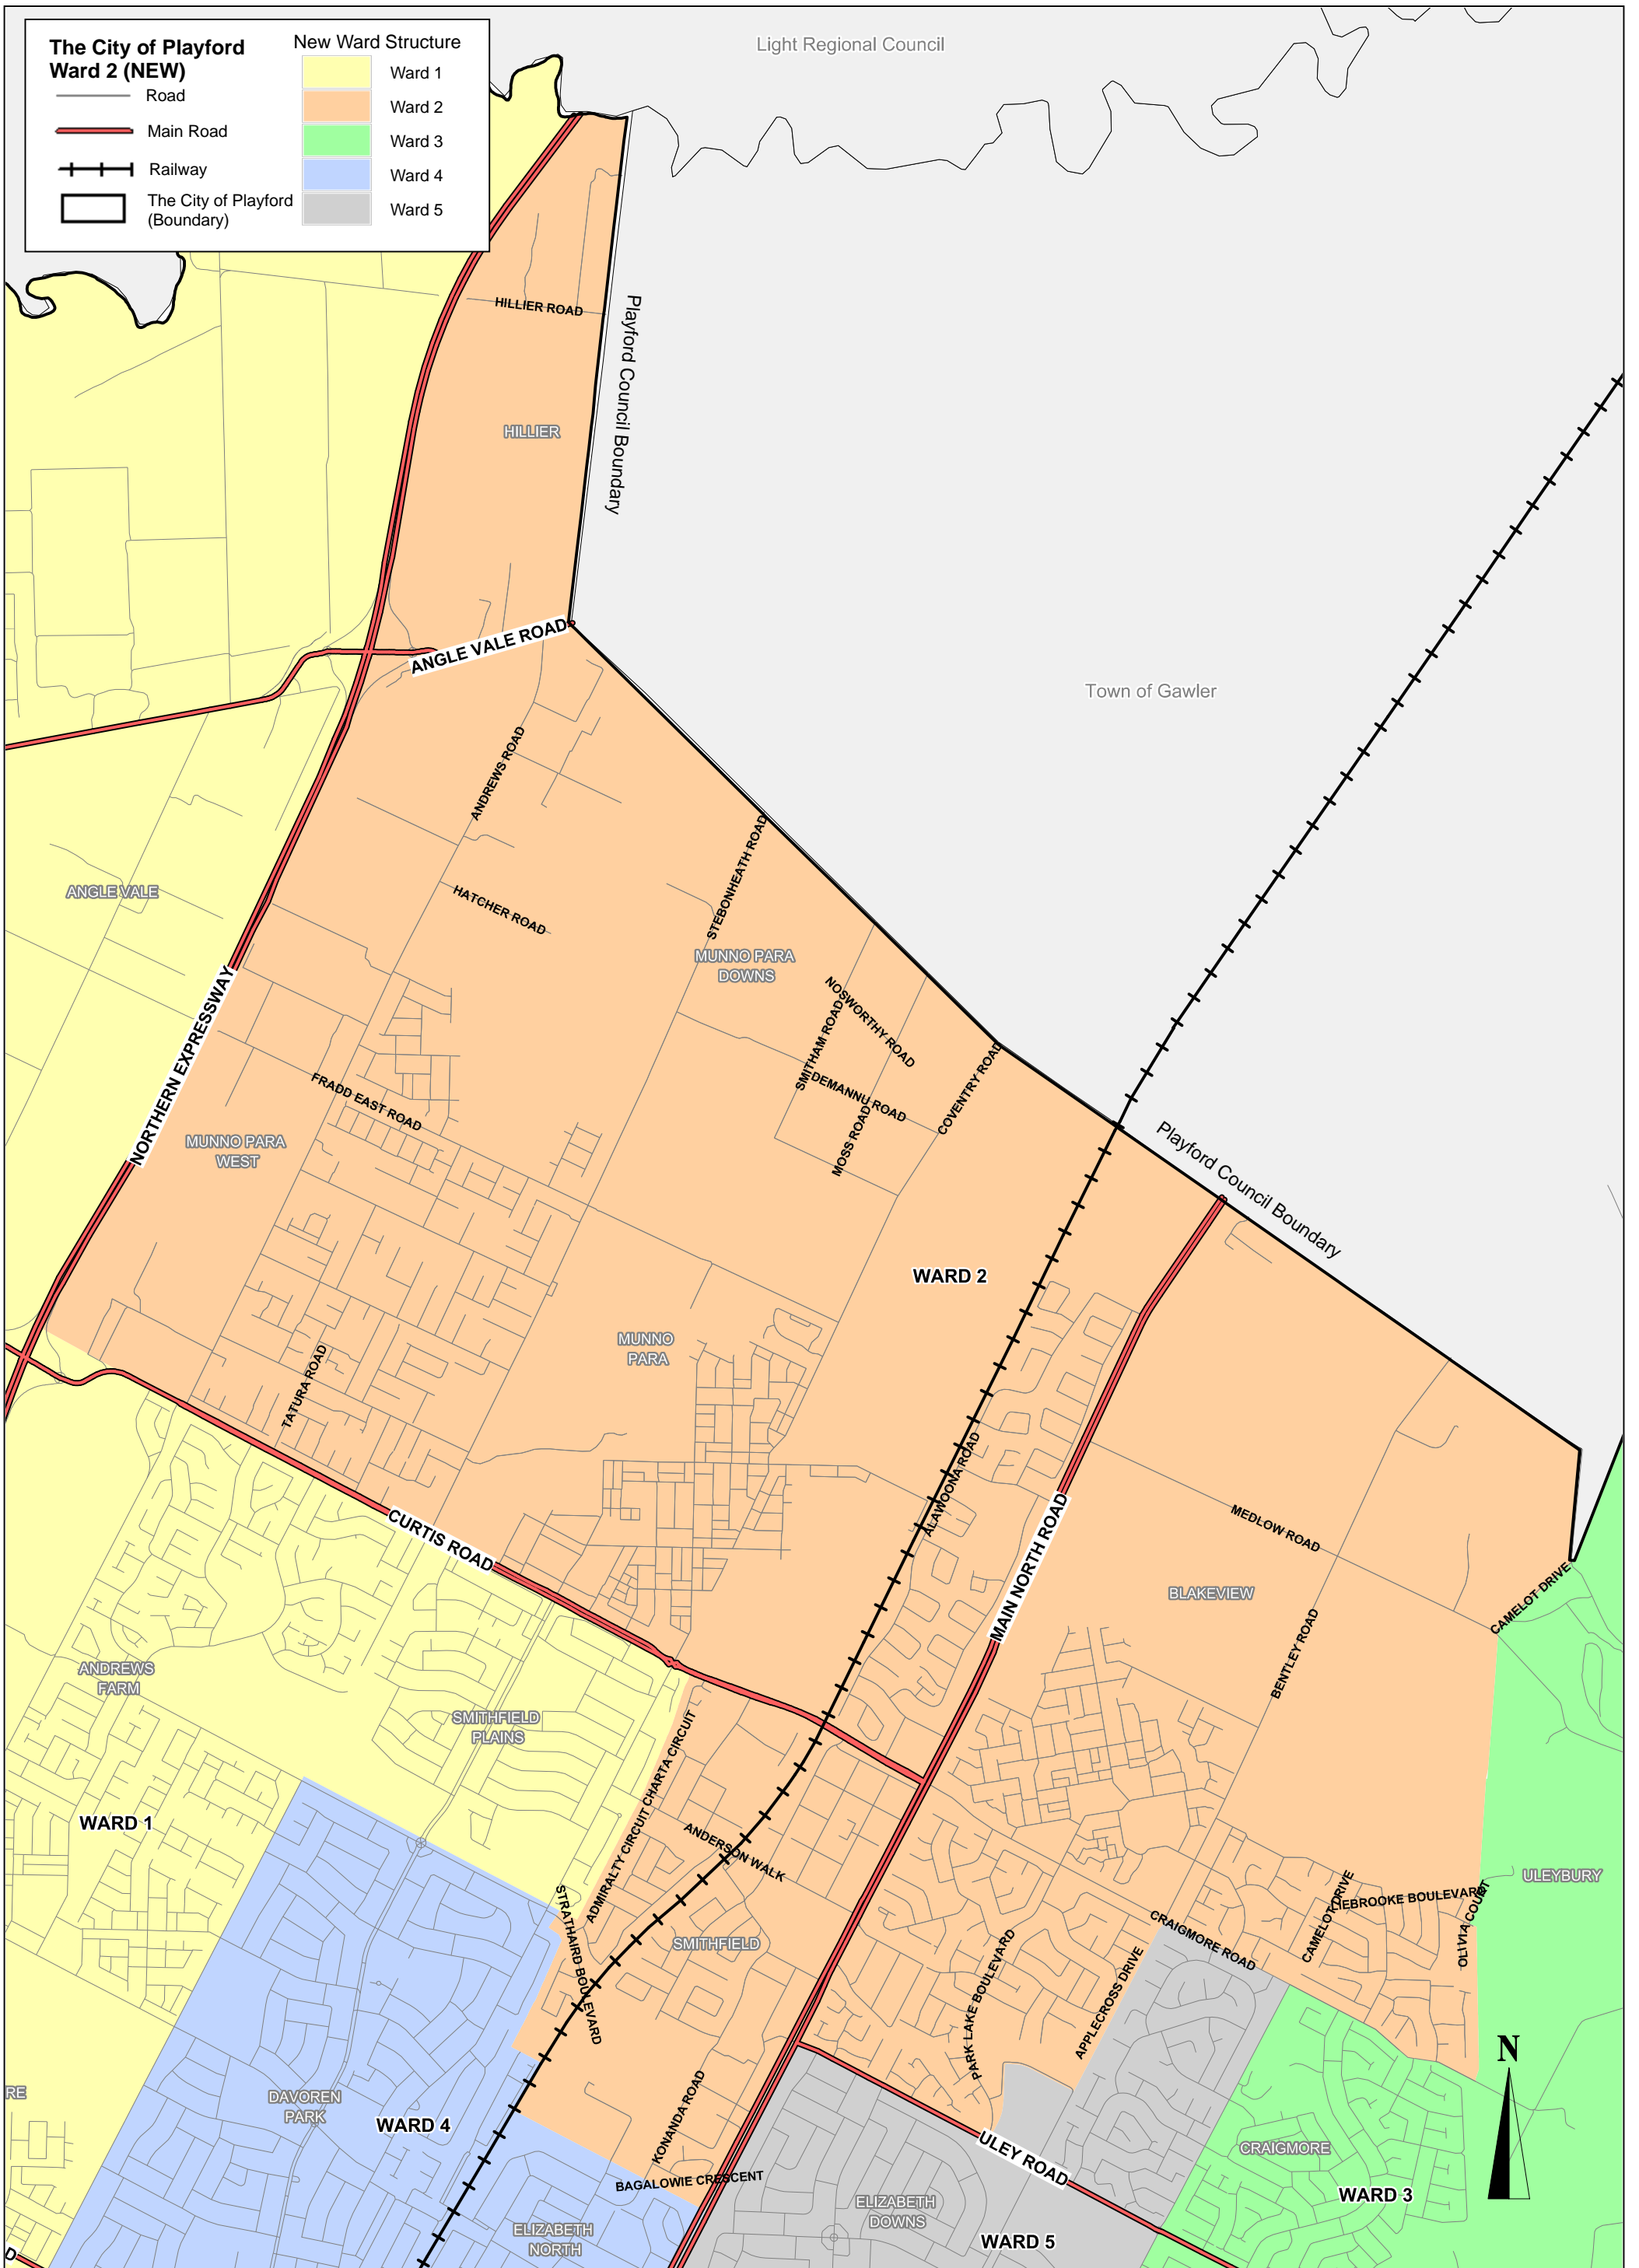 The City of Playford
Ward 2 (NEW)
Road
Main Road
Railway
The City of Playford
(Boundary)
New Ward Structure
Ward 1
Ward 2
Ward 3
Ward 4
Ward 5
Light Regional Council
HILLIER ROAD
Playford Council Boundary
HILLIER
ANGLE VALE ROAD
Town of Gawler
ANDREWS ROAD
STEBONHEATH ROAD
ANGLE VALE
HATCHER ROAD
MUNNO PARA
DOWNS
NOSWORTHY ROAD
SMITHAM ROAD
NORTHERN EXPRESSWAY
DEMANNU ROAD
COVENTRY ROAD
FRADD EAST ROAD
MOSS ROAD
MUNNO PARA
WEST
Playford Council Boundary
WARD 2
MUNNO
PARA
TATURA ROAD
ALAWOONA ROAD
MAIN NORTH ROAD
MEDLOW ROAD
CURTIS ROAD
BLAKEVIEW
CAMELOT DRIVE
BENTLEY ROAD
ANDREWS
FARM
SMITHFIELD
PLAINS
ADMIRALTY CIRCUIT CHARTA CIRCUIT
WARD 1
ANDERSON WALK
ULEYBURY
LIEBROOKE BOULEVARD
CAMELOT DRIVE
OLIVIA COURT
STRATHAIRD BOULEVARD
SMITHFIELD
CRAIGMORE ROAD
PARK LAKE BOULEVARD
APPLECROSS DRIVE
N
RE
DAVOREN
PARK
WARD 4
KONANDA ROAD
ULEY ROAD
CRAIGMORE
BAGALOWIE CRESCENT
WARD 3
ELIZABETH
DOWNS
ELIZABETH
NORTH
WARD 5
D